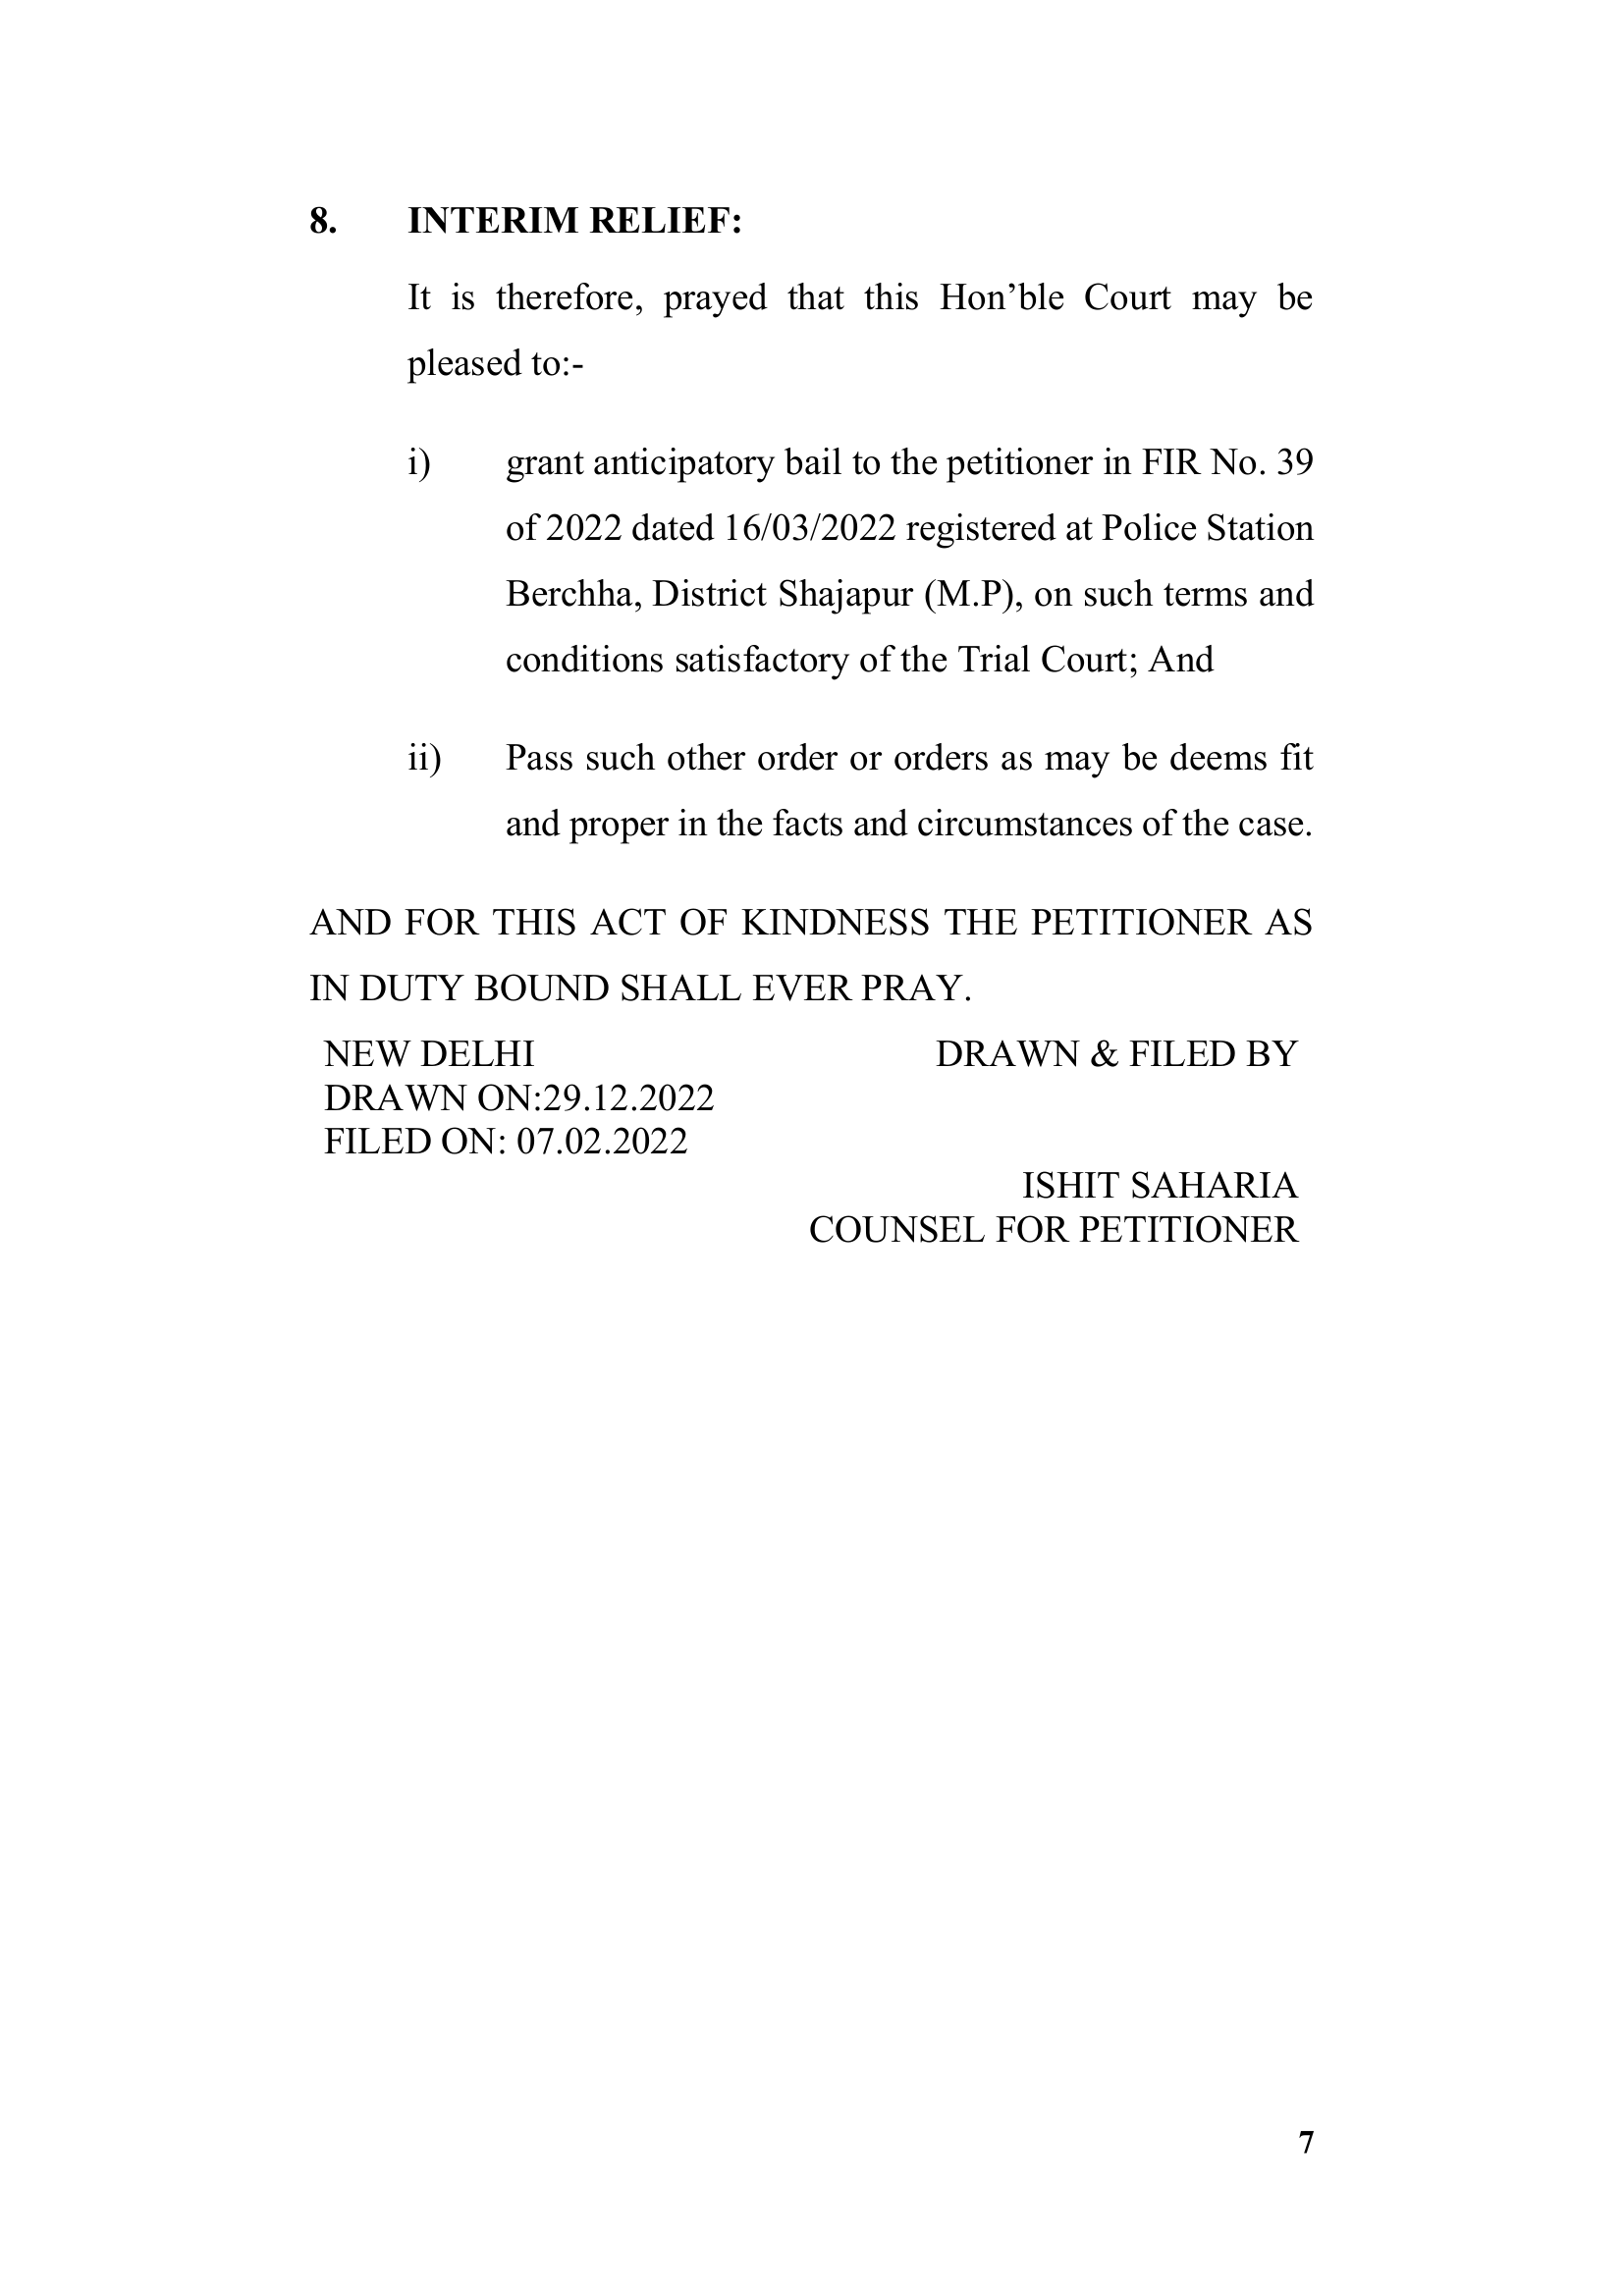 8. INTERIM RELIEF:
It is therefore, prayed that this Hon’ble Court may be
pleased to:-
i) grant anticipatory bail to the petitioner in FIR No. 39
of 2022 dated 16/03/2022 registered at Police Station
Berchha, District Shajapur (M.P), on such terms and
conditions satisfactory of the Trial Court; And
ii) Pass such other order or orders as may be deems fit
and proper in the facts and circumstances of the case.
AND FOR THIS ACT OF KINDNESS THE PETITIONER AS
IN DUTY BOUND SHALL EVER PRAY.
NEW DELHI DRAWN & FILED BY
DRAWN ON:29.12.2022
FILED ON: 07.02.2022
ISHIT SAHARIA
COUNSEL FOR PETITIONER
7